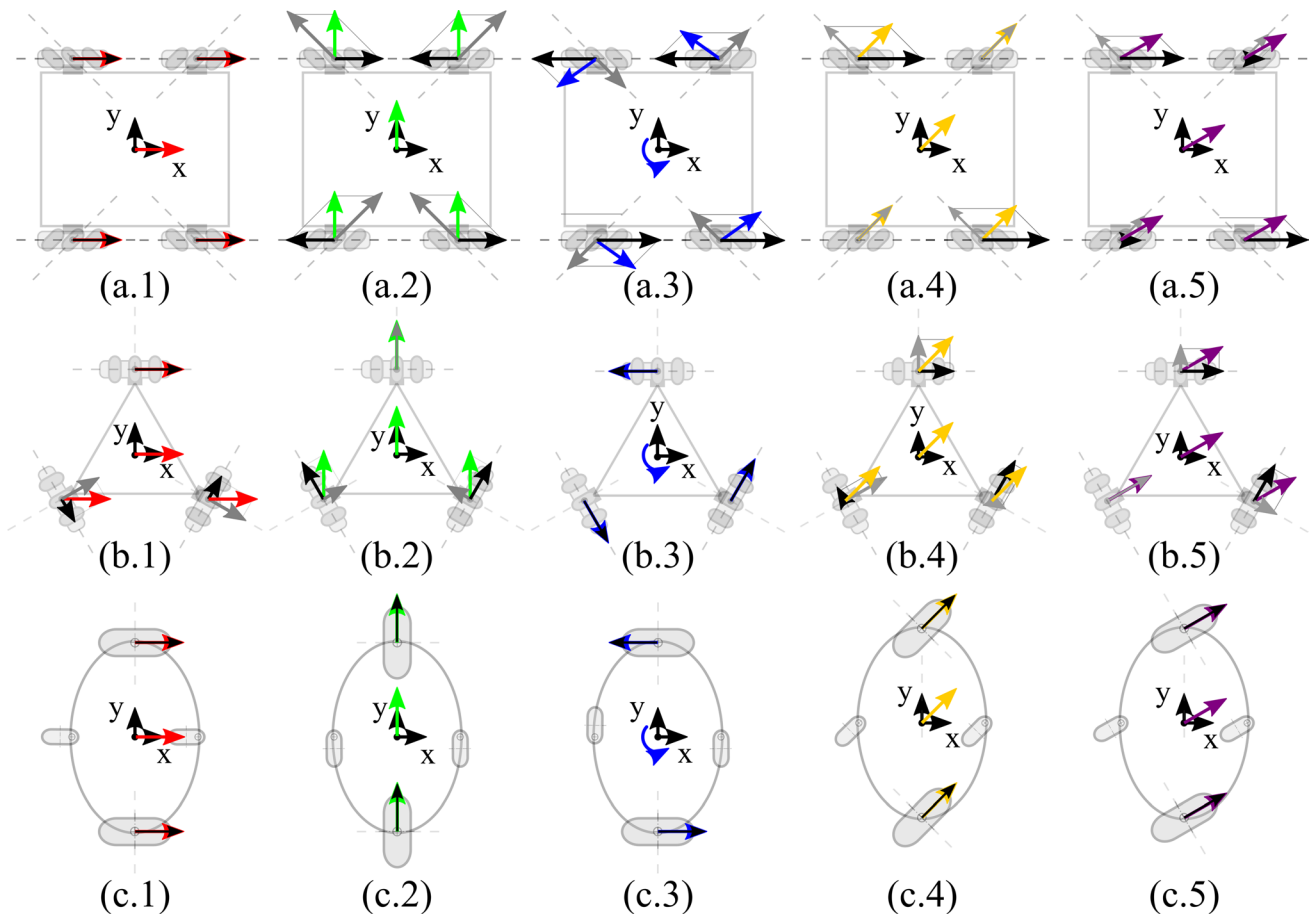 y x y x y x y x y x
(a.1) (a.2) (a.3) (a.4) (a.5)
y x y x y x y x y x
(b.1) (b.2) (b.3) (b.4) (b.5)
y x y x y x y x y x
(c.1) (c.2) (c.3) (c.4) (c.5)